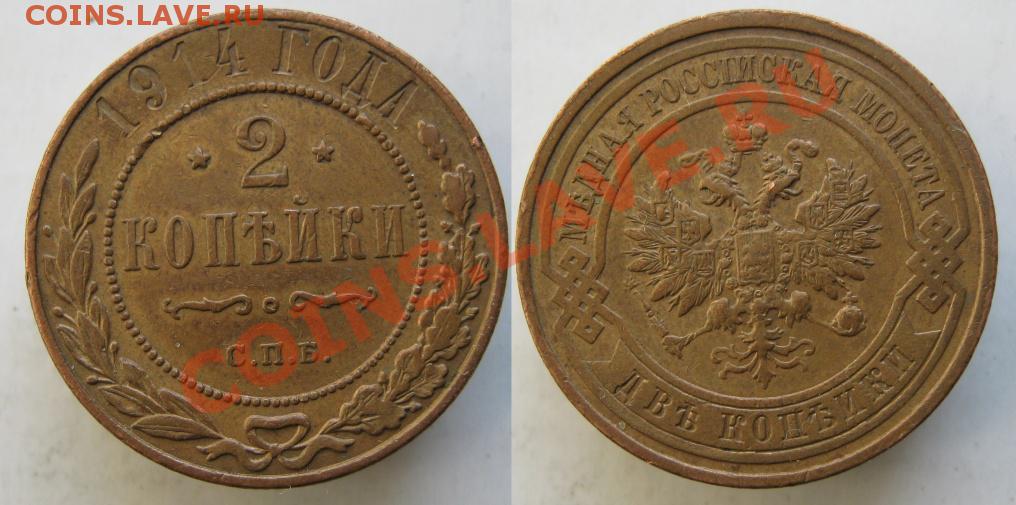 COINS.LAVE.RU
1914 ГОДА
2
КОПѢЙКИ
С.П.Б.
МѢДНАЯ РОССІЙСКАЯ МОНЕТА
ДВѢ КОПѢЙКИ
COINS.LAVE.RU